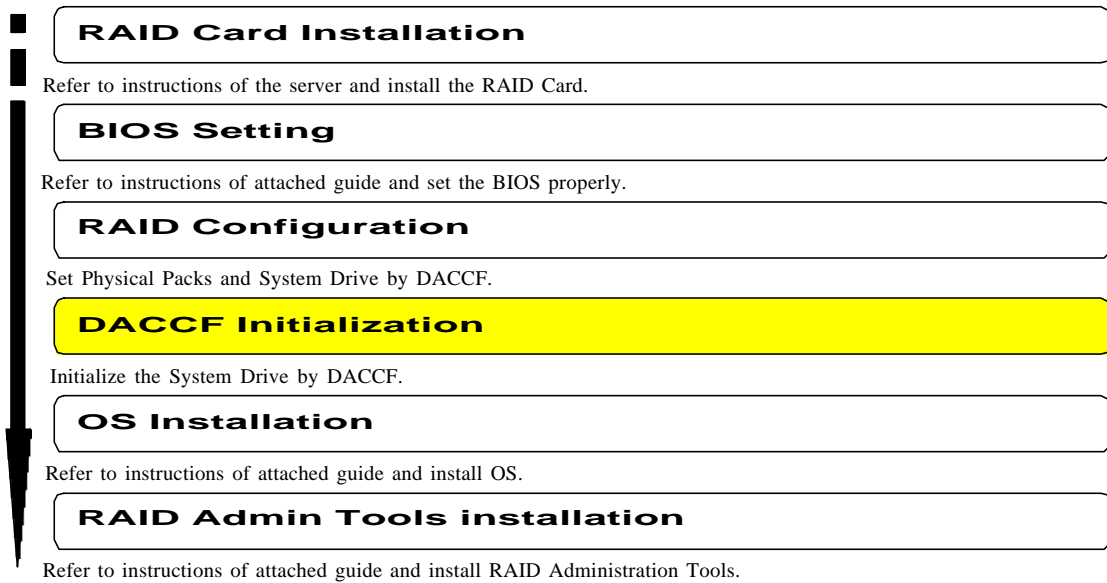 RAID Card Installation
Refer to instructions of the server and install the RAID Card.
BIOS Setting
Refer to instructions of attached guide and set the BIOS properly.
RAID Configuration
Set Physical Packs and System Drive by DACCF.
DACCF Initialization
Initialize the System Drive by DACCF.
OS Installation
Refer to instructions of attached guide and install OS.
RAID Admin Tools installation
Refer to instructions of attached guide and install RAID Administration Tools.